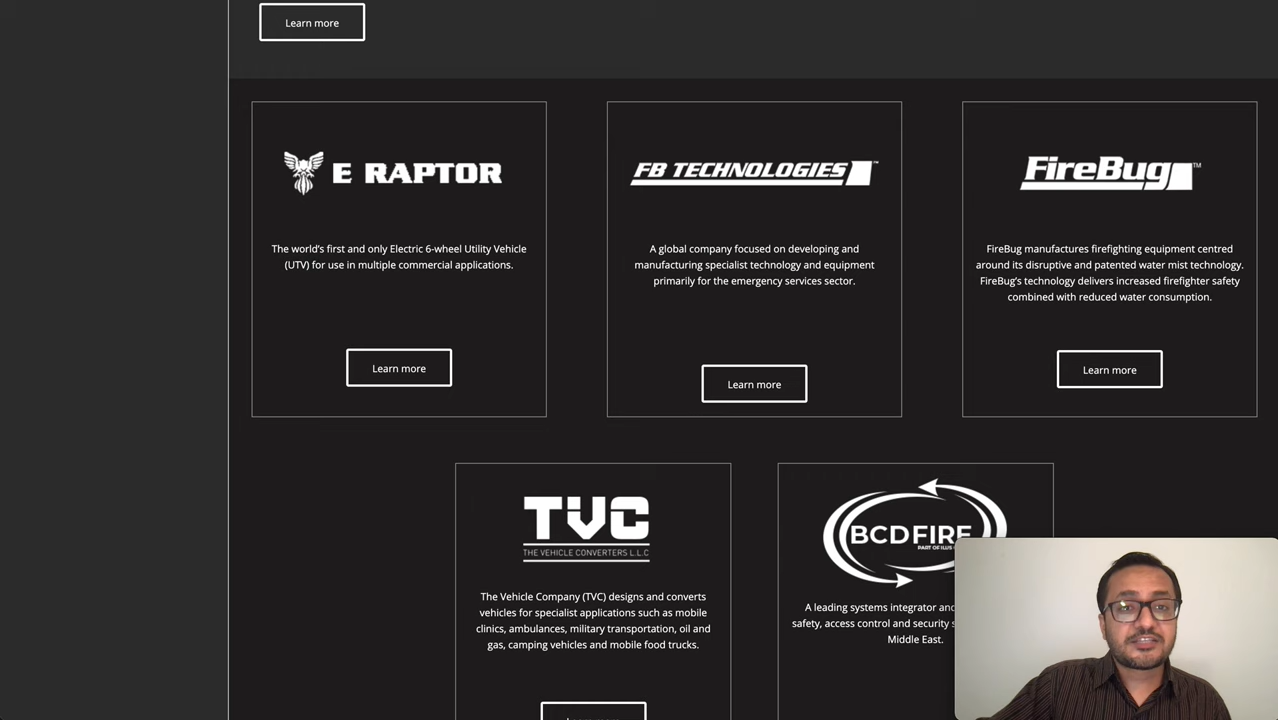 Learn more
E RAPTOR
The world's first and only Electric 6-wheel Utility Vehicle
(UTV) for use in multiple commercial applications.
Learn more
FB TECHNOLOGIES™
A global company focused on developing and
manufacturing specialist technology and equipment
primarily for the emergency services sector.
Learn more
FireBug™
FireBug manufactures firefighting equipment centred
around its disruptive and patented water mist technology.
FireBug's technology delivers increased firefighter safety
combined with reduced water consumption.
Learn more
TVC
THE VEHICLE CONVERTERS L.L.C
The Vehicle Company (TVC) designs and converts
vehicles for specialist applications such as mobile
clinics, ambulances, military transportation, oil and
gas, camping vehicles and mobile food trucks.
BCD FIRE
PART OF ILUS
A leading systems integrator and
safety, access control and security
Middle East.